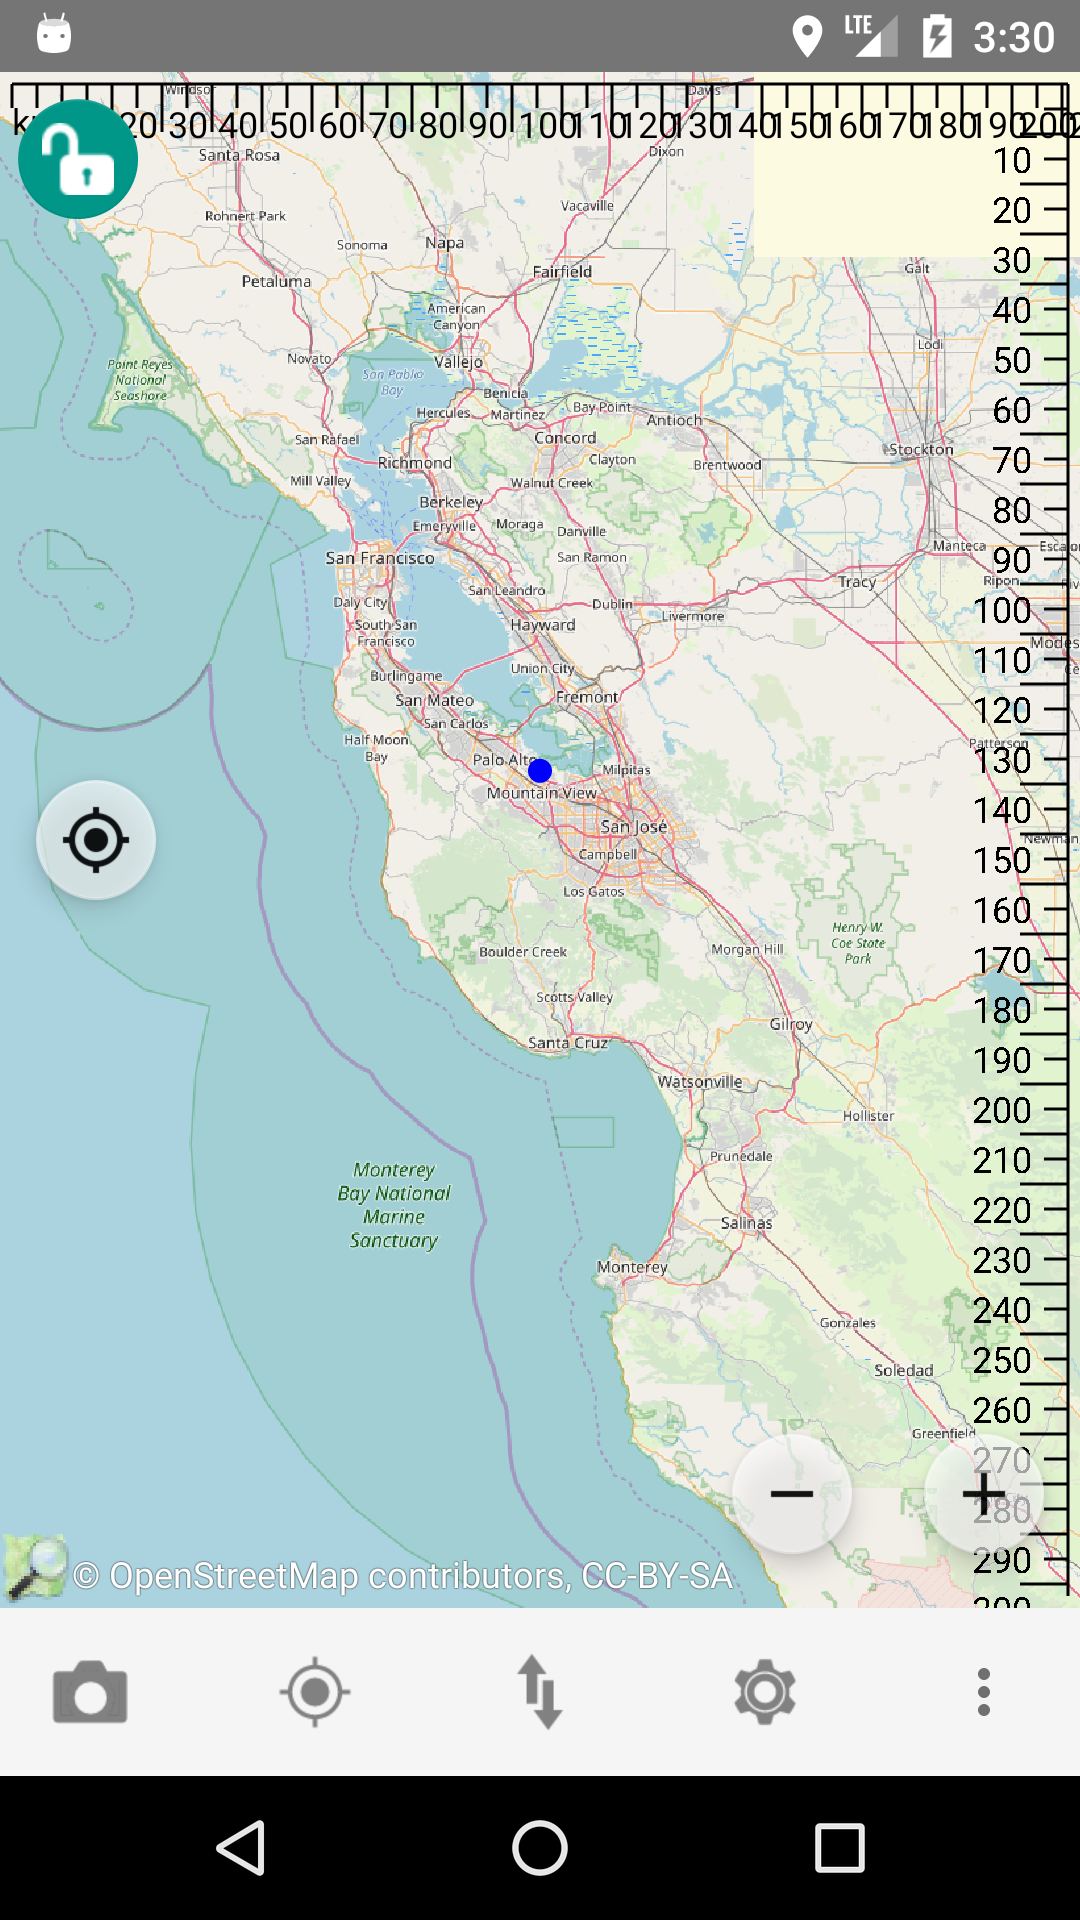 LTE 3:30
Windsor
Davis
20 30 40 50 60 70 80 90 100 110 120 130 140 150 160 170 180 190 200
Santa Rosa
Dixon
10
Vacaville
20
Rohnert Park
Sonoma
Napa
30
Petaluma
Fairfield
Galt
American
Canyon
40
Lodi
Novato
Vallejo
50
Point Reyes
National
Seashore
San Pablo
Bay
Benicia
Hercules
Martinez
Bay Point
60
Antioch
San Rafael
Concord
Stockton
Richmond
Clayton
Brentwood
70
Mill Valley
Walnut Creek
Berkeley
80
Emeryville
Moraga
Danville
San Francisco
San Ramon
Manteca
90
Tracy
Ripon
San Leandro
Daly City
Dublin
100
Livermore
South San
Francisco
Hayward
110
Burlingame
Union City
San Mateo
Fremont
120
San Carlos
Half Moon
Bay
Patterson
Palo Alto
130
Milpitas
Mountain View
140
San José
Newman
Campbell
150
Los Gatos
160
Henry W.
Coe State
Park
Boulder Creek
Morgan Hill
170
Scotts Valley
180
Gilroy
Santa Cruz
190
Watsonville
200
Hollister
Prunedale
210
Monterey
Bay National
Marine
Sanctuary
220
Salinas
230
Monterey
240
Gonzales
250
Soledad
260
Greenfield
270
280
290
© OpenStreetMap contributors, CC-BY-SA